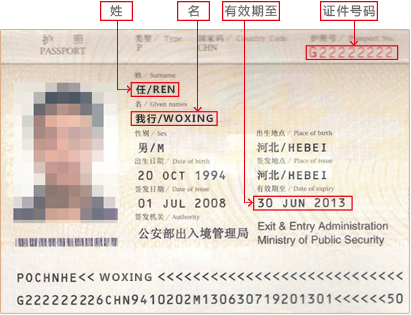 姓 名 有效期至 证件号码
护 照 类型 / Type 国家码 / Country Code 护照号 / Passport No.
PASSPORT P CHN G22222222
姓 / Surname
任/REN
名 / Given names
我行/WOXING
性别 / Sex 出生地点 / Place of birth
男/M 河北/HEBEI
出生日期 / Date of birth 签发地点 / Place of issue
20 OCT 1994 河北/HEBEI
签发日期 / Date of issue 有效期至 / Date of expiry
01 JUL 2008 30 JUN 2013
签发机关 / Authority
公安部出入境管理局 Exit & Entry Administration
Ministry of Public Security
POCHNHE<< WOXING <<<<<<<<<<<<<<<<<<<<<<<<<<<
G222222226CHN9410202M130630719201301<<<<<<50